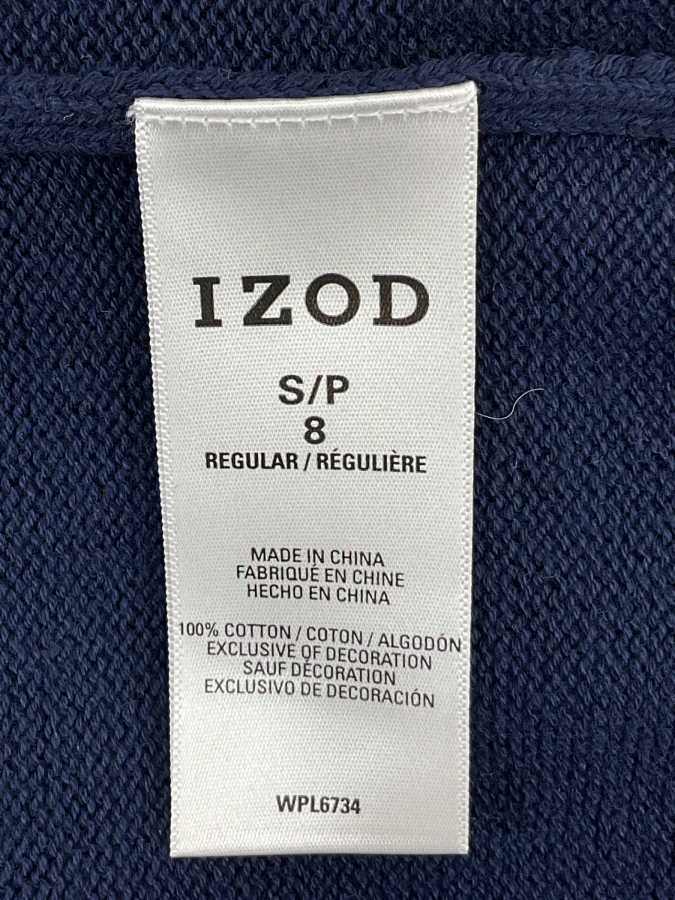 IZOD
S/P
8
REGULAR / RÉGULIÈRE
MADE IN CHINA
FABRIQUÉ EN CHINE
HECHO EN CHINA
100% COTTON / COTON / ALGODÓN
EXCLUSIVE OF DECORATION
SAUF DÉCORATION
EXCLUSIVO DE DECORACIÓN
WPL6734